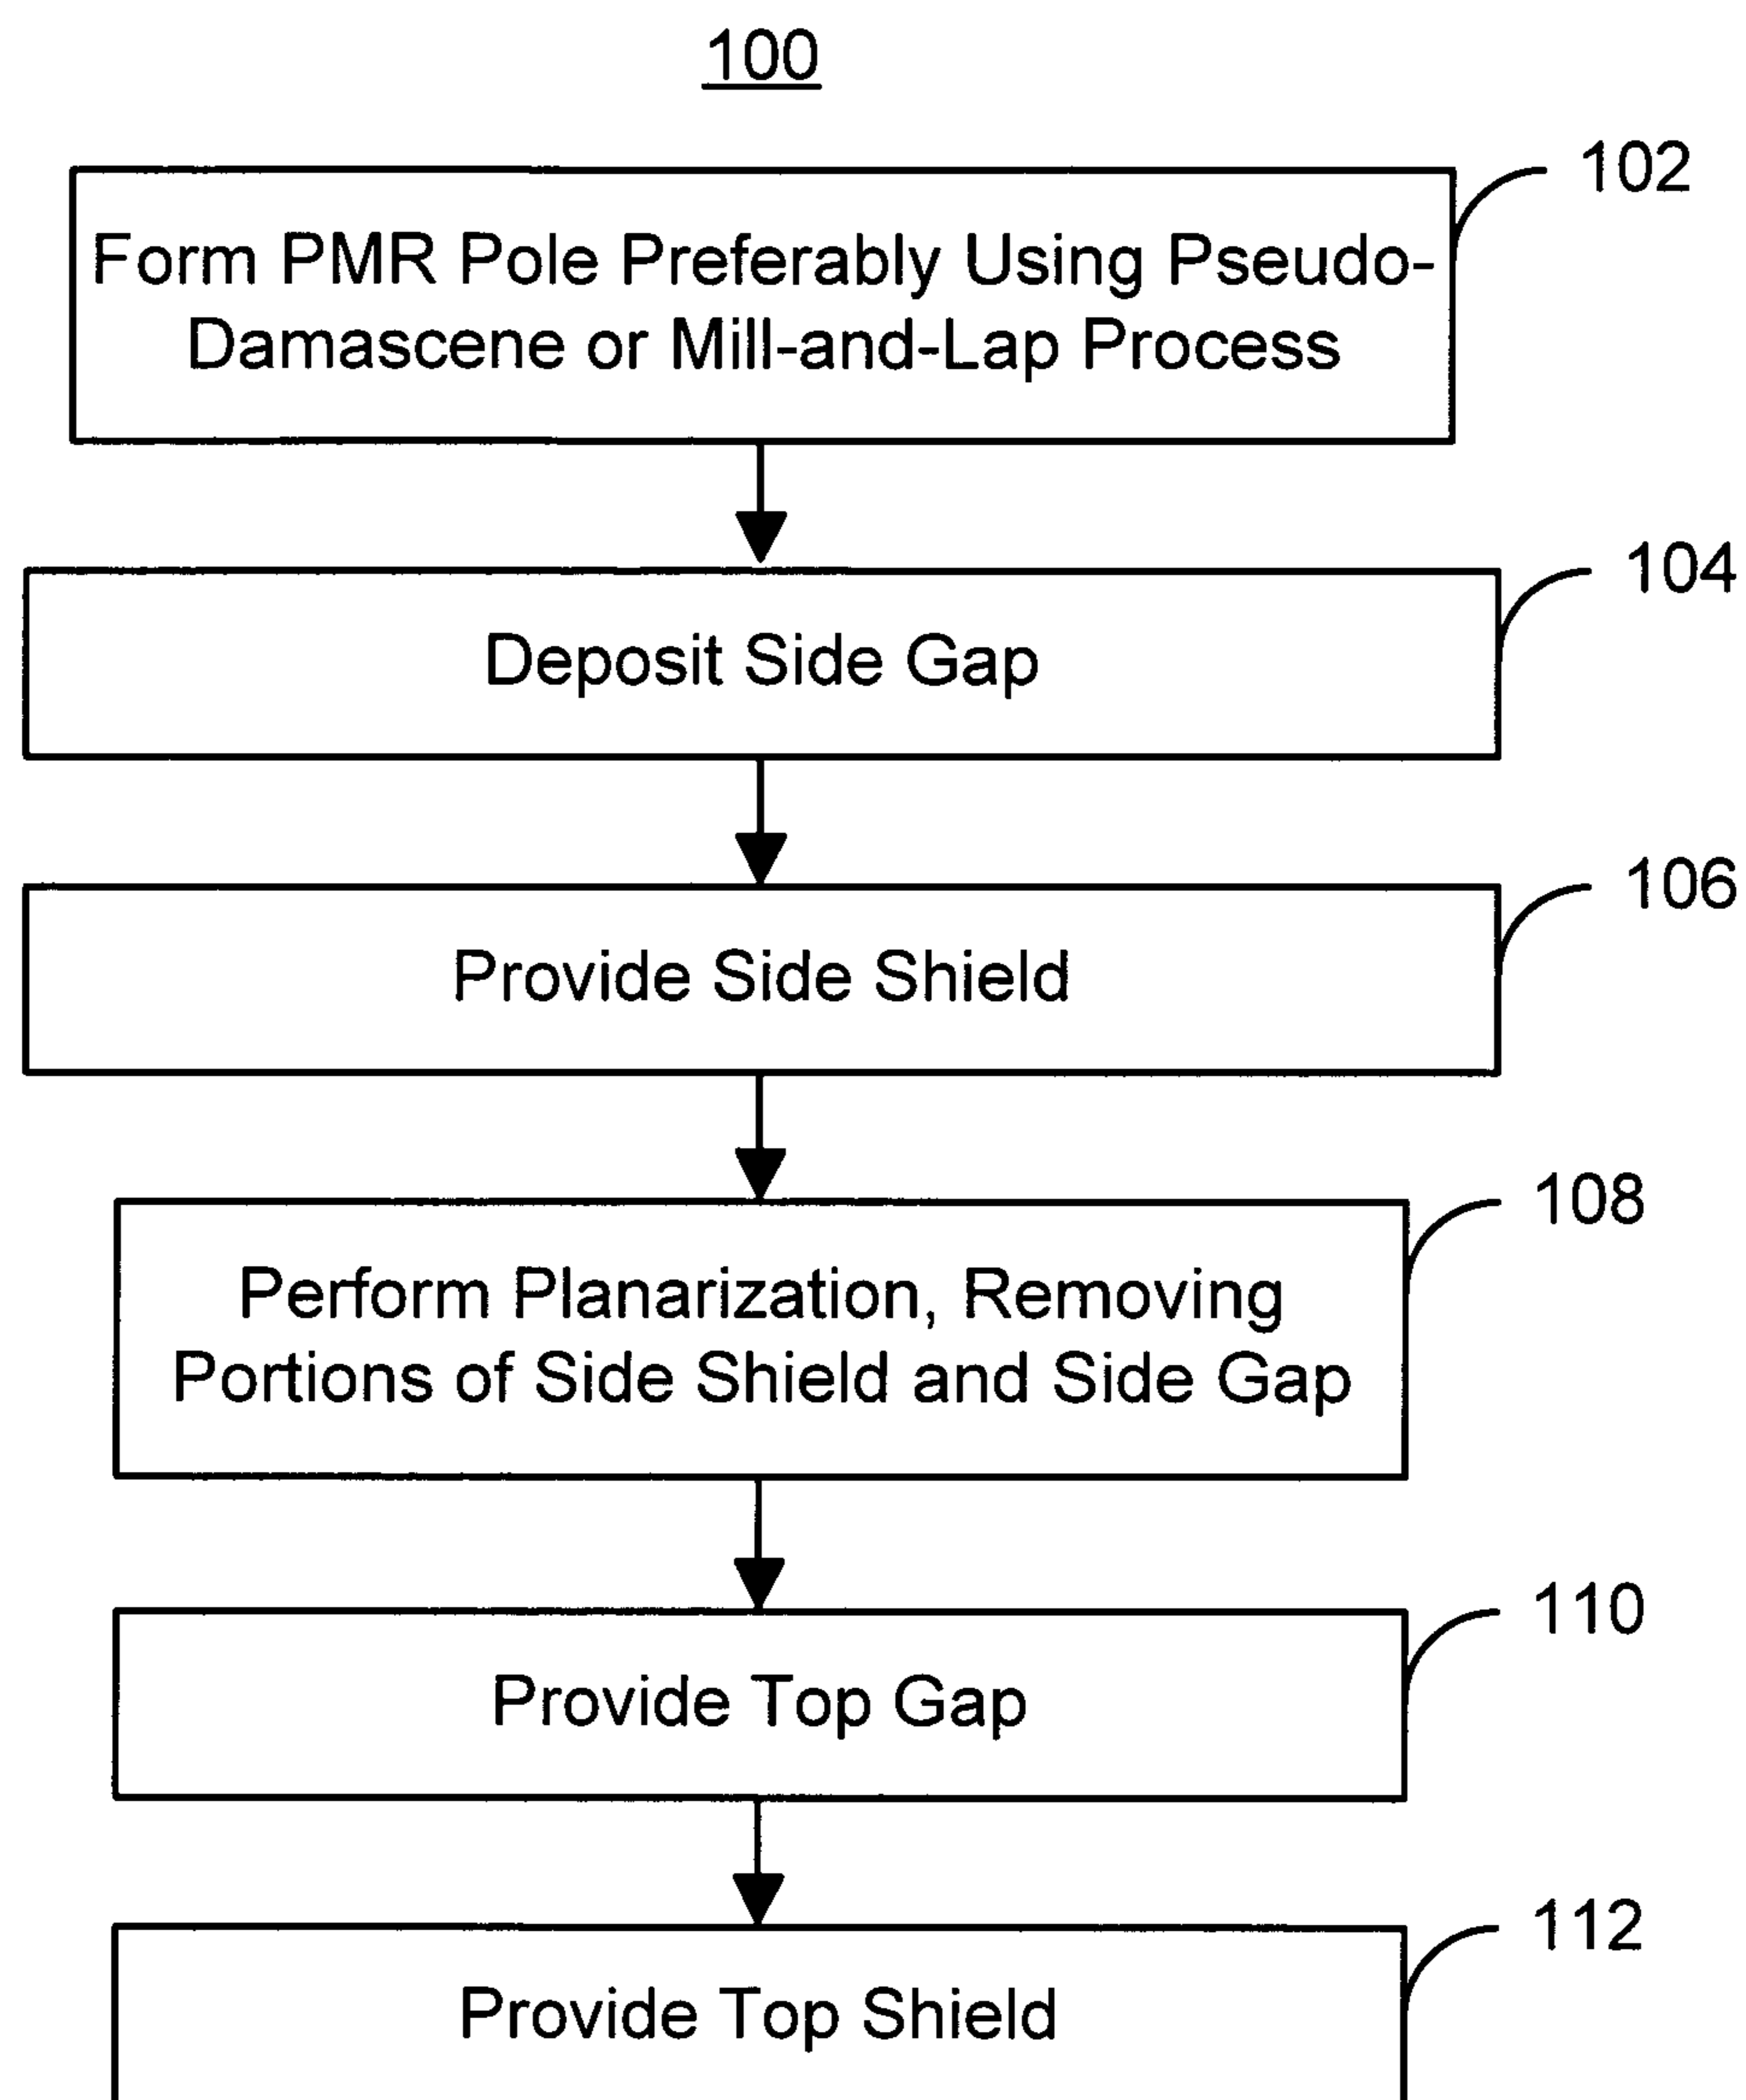 100
102
Form PMR Pole Preferably Using Pseudo-
Damascene or Mill-and-Lap Process
104
Deposit Side Gap
106
Provide Side Shield
108
Perform Planarization, Removing
Portions of Side Shield and Side Gap
110
Provide Top Gap
112
Provide Top Shield